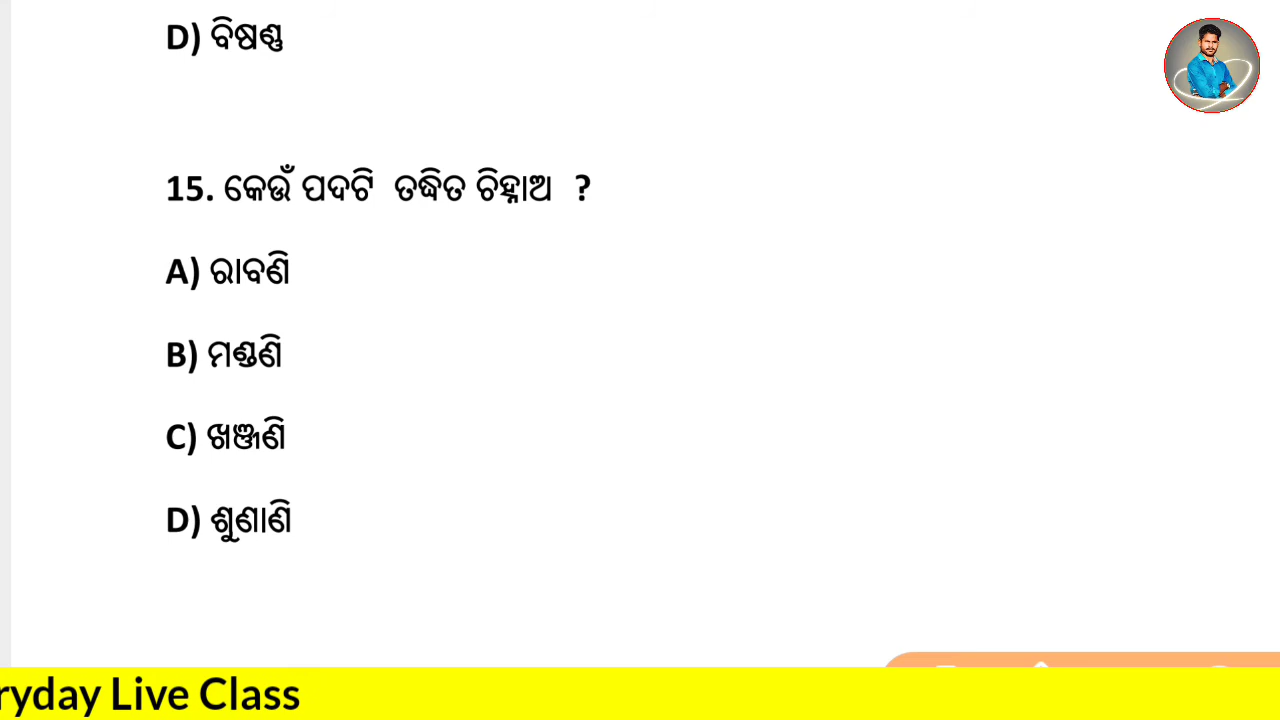 D) ବିଷଣ୍ଣ
15. କେଉଁ ପଦଟି ତଦ୍ଧିତ ଚିହ୍ନାଅ ?
A) ରାବଣି
B) ମଣ୍ଡଣି
C) ଖଞ୍ଜଣି
D) ଶୁଣାଣି
ryday Live Class